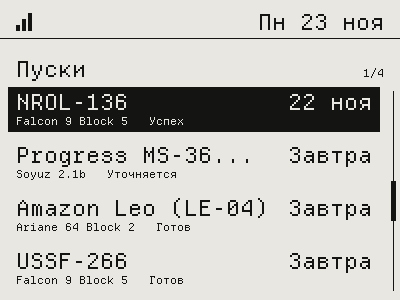 Пн 23 ноя
Пуски
1/4
NROL-136 22 ноя
Falcon 9 Block 5 Успех
Progress MS-36... Завтра
Soyuz 2.1b Уточняется
Amazon Leo (LE-04) Завтра
Ariane 64 Block 2 Готов
USSF-266 Завтра
Falcon 9 Block 5 Готов